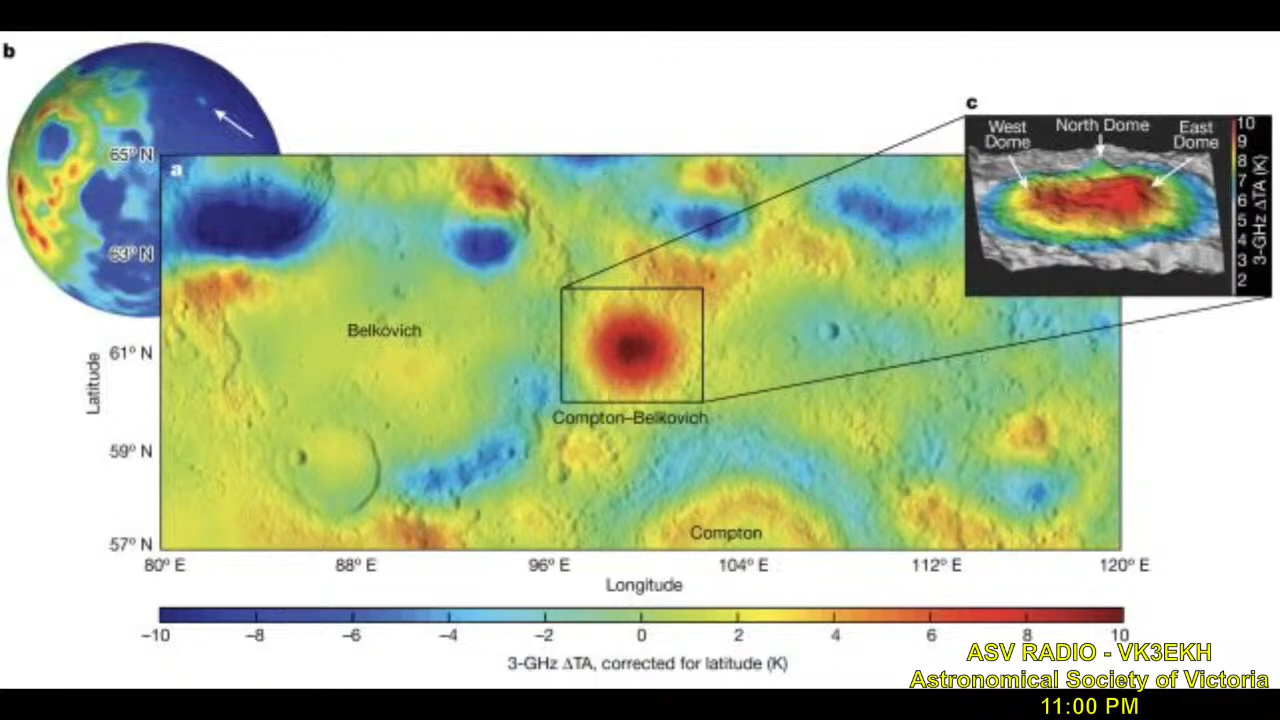 b
c
West Dome
North Dome
East Dome
10
9
8
7
6
5
4
3
2
3-GHz ΔTA (K)
a
65° N
63° N
61° N
59° N
57° N
Latitude
Belkovich
Compton–Belkovich
Compton
80° E 88° E 96° E 104° E 112° E 120° E
Longitude
–10 –8 –6 –4 –2 0 2 4 6 8 10
3-GHz ΔTA, corrected for latitude (K)
ASV RADIO - VK3EKH
Astronomical Society of Victoria
11:00 PM